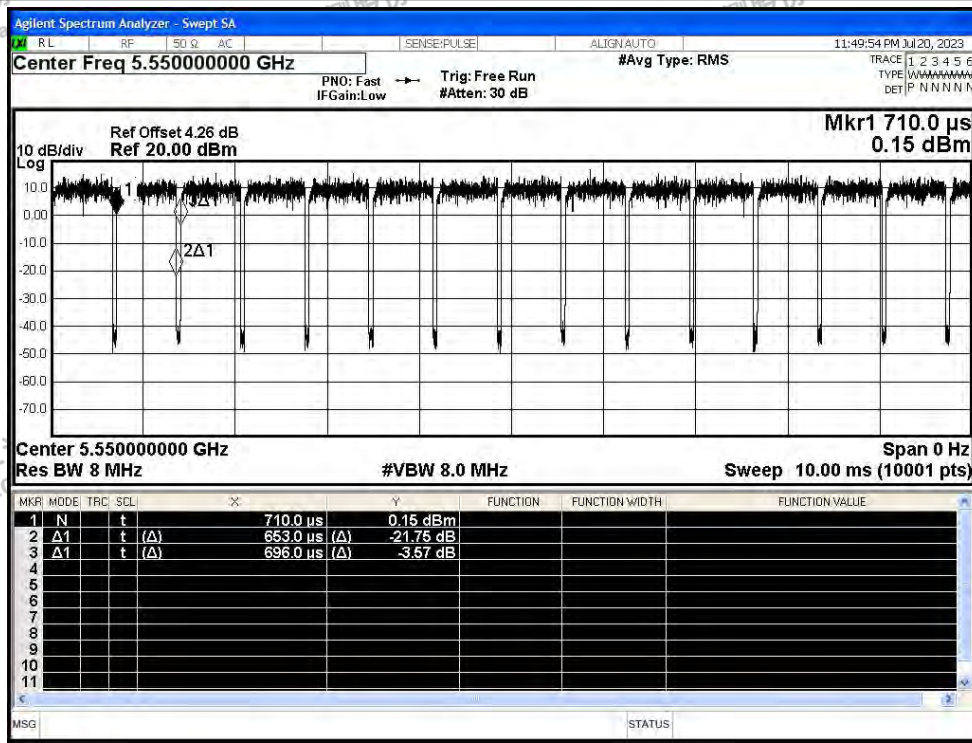 Agilent Spectrum Analyzer - Swept SA
LXI RL RF 50 Ω AC SENSE:PULSE ALIGN AUTO 11:49:54 PM Jul 20, 2023
Center Freq 5.550000000 GHz
PNO: Fast
IFGain:Low
Trig: Free Run
#Atten: 30 dB
#Avg Type: RMS
TRACE 1 2 3 4 5 6
TYPE
DET P N N N N N
Mkr1 710.0 µs
0.15 dBm
Ref Offset 4.26 dB
10 dB/div Ref 20.00 dBm
Log
10.0
0.00
-10.0
-20.0
-30.0
-40.0
-50.0
-60.0
-70.0
1
3Δ1
2Δ1
Center 5.550000000 GHz Span 0 Hz
Res BW 8 MHz #VBW 8.0 MHz Sweep 10.00 ms (10001 pts)
MKR MODE TRC SCL X Y FUNCTION FUNCTION WIDTH FUNCTION VALUE
1 N t 710.0 µs 0.15 dBm
2 Δ1 t (Δ) 653.0 µs (Δ) -21.75 dB
3 Δ1 t (Δ) 696.0 µs (Δ) -3.57 dB
4
5
6
7
8
9
10
11
MSG STATUS